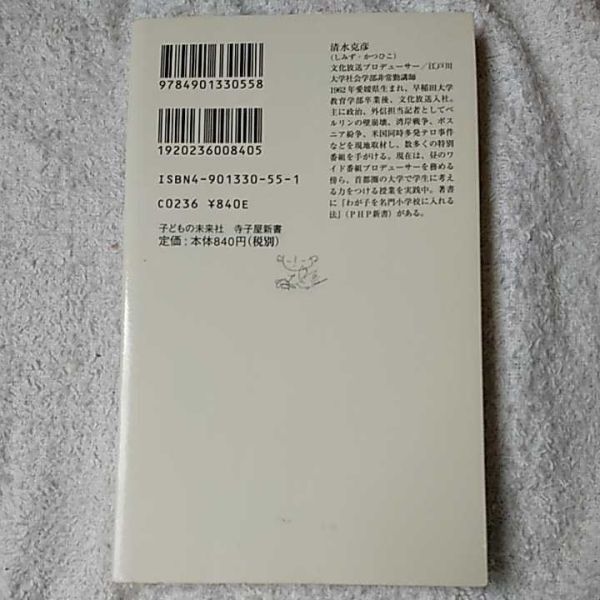 9784901330558
1920236008405
ISBN4-901330-55-1
C0236 ¥840E
子どもの未来社 寺子屋新書
定価:本体840円(税別)
清水克彦
(しみず・かつひこ)
文化放送プロデューサー/江戸川
大学社会学部非常勤講師
1962年愛媛県生まれ、早稲田大学
教育学部卒業後、文化放送入社。
主に政治、外信担当記者としてベ
ルリンの壁崩壊、湾岸戦争、ボス
ニア紛争、米国同時多発テロ事件
などを現地取材し、数多くの特別
番組を手がける。現在は、昼のワ
イド番組プロデューサーを務める
傍ら、首都圏の大学で学生に考え
る力をつける授業を実践中。著書
に『わが子を名門小学校に入れる
法』(PHP新書)がある。